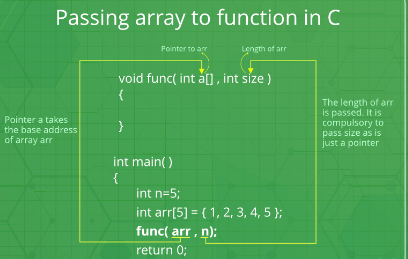 Passing array to function in C
Pointer to arr
Length of arr
void func( int a[] , int size )
{
}
Pointer a takes
the base address
of array arr
The length of arr
is passed. It is
compulsory to
pass size as is
just a pointer
int main( )
{
int n=5;
int arr[5] = { 1, 2, 3, 4, 5 };
func( arr , n);
return 0;